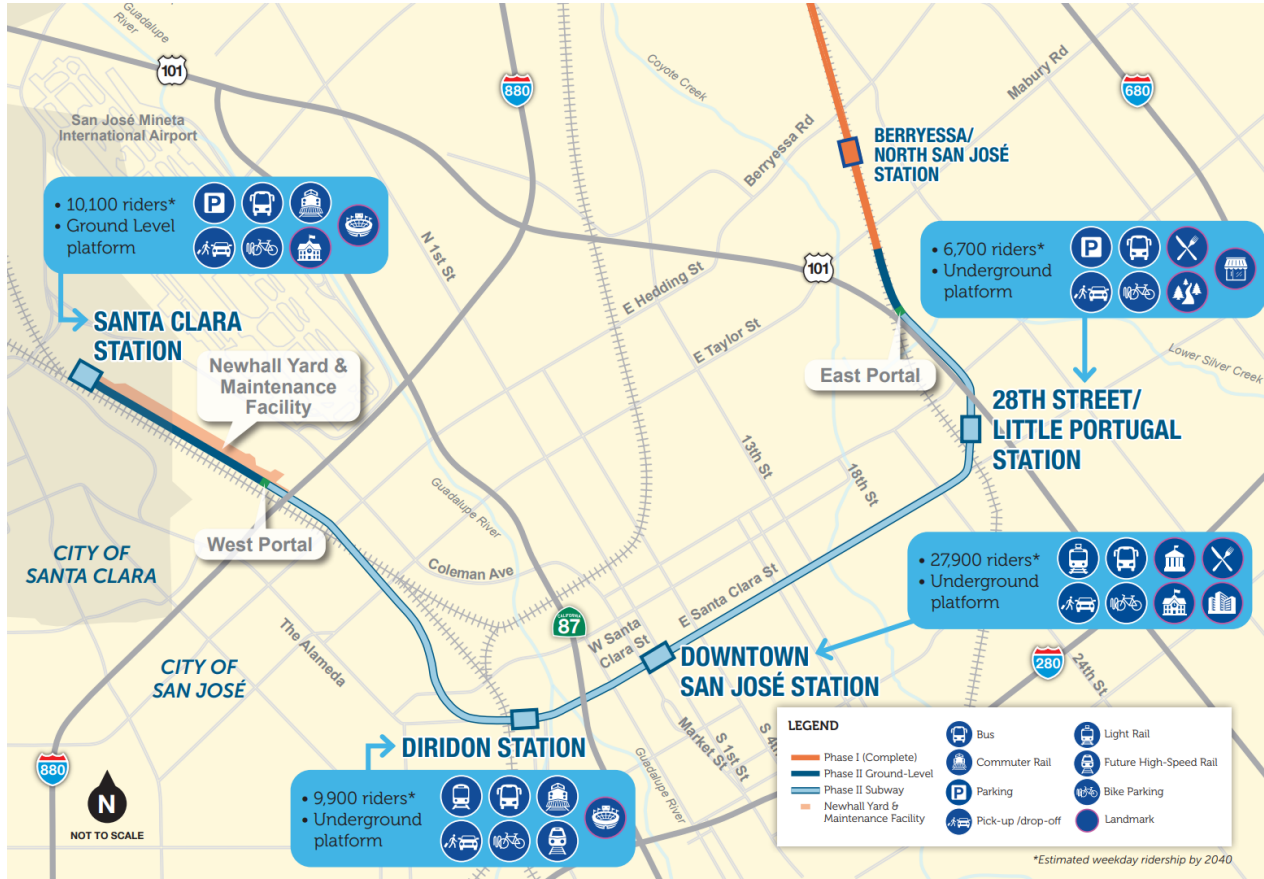 Guadalupe
River
101
880
680
San José Mineta
International Airport
Coyote Creek
Mabury Rd
Berryessa Rd
BERRYESSA/
NORTH SAN JOSÉ
STATION
• 10,100 riders*
• Ground Level
platform
P
N 1st St
E Hedding St
101
• 6,700 riders*
• Underground
platform
P
SANTA CLARA
STATION
E Taylor St
Lower Silver Creek
Newhall Yard &
Maintenance
Facility
East Portal
28TH STREET/
LITTLE PORTUGAL
STATION
13th St
18th St
Guadalupe River
West Portal
CITY OF
SANTA CLARA
Coleman Ave
• 27,900 riders*
• Underground
platform
E Santa Clara St
CALIFORNIA
87
W Santa
Clara St
The Alameda
CITY OF
SAN JOSÉ
DOWNTOWN
SAN JOSÉ STATION
280
24th St
DIRIDON STATION
Market St
S 1st St
S 4th
Guadalupe River
880
N
NOT TO SCALE
• 9,900 riders*
• Underground
platform
LEGEND
Phase I (Complete)
Phase II Ground-Level
Phase II Subway
Newhall Yard &
Maintenance Facility
Bus
Commuter Rail
P
Parking
Pick-up /drop-off
Light Rail
Future High-Speed Rail
Bike Parking
Landmark
*Estimated weekday ridership by 2040